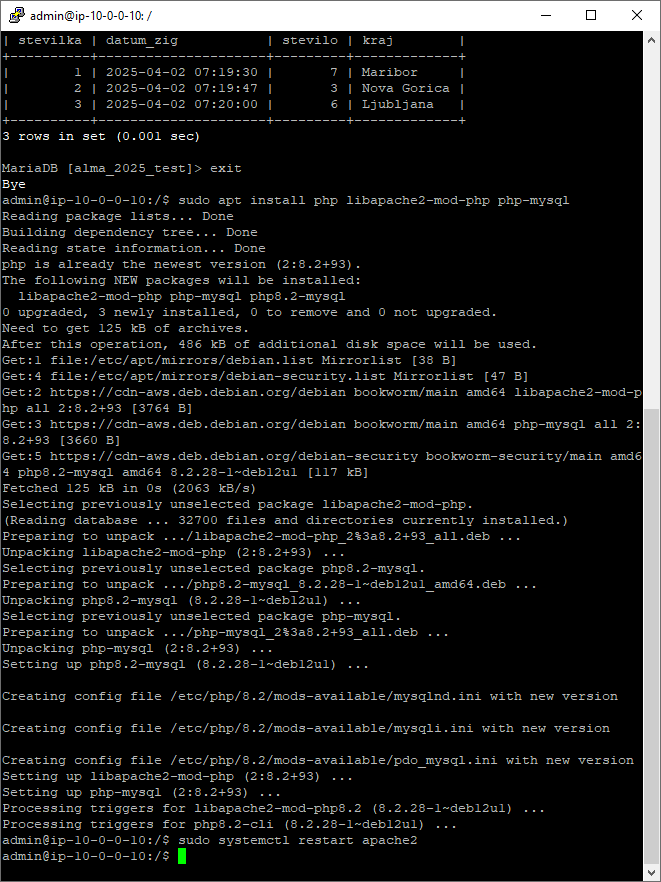 admin@ip-10-0-0-10: /
| stevilka | datum_zig           | stevilo | kraj        |
+----------+---------------------+---------+-------------+
|        1 | 2025-04-02 07:19:30 |       7 | Maribor     |
|        2 | 2025-04-02 07:19:47 |       3 | Nova Gorica |
|        3 | 2025-04-02 07:20:00 |       6 | Ljubljana   |
+----------+---------------------+---------+-------------+
3 rows in set (0.001 sec)
MariaDB [alma_2025_test]> exit
Bye
admin@ip-10-0-0-10:/$ sudo apt install php libapache2-mod-php php-mysql
Reading package lists... Done
Building dependency tree... Done
Reading state information... Done
php is already the newest version (2:8.2+93).
The following NEW packages will be installed:
  libapache2-mod-php php-mysql php8.2-mysql
0 upgraded, 3 newly installed, 0 to remove and 0 not upgraded.
Need to get 125 kB of archives.
After this operation, 486 kB of additional disk space will be used.
Get:1 file:/etc/apt/mirrors/debian.list Mirrorlist [38 B]
Get:4 file:/etc/apt/mirrors/debian-security.list Mirrorlist [47 B]
Get:2 https://cdn-aws.deb.debian.org/debian bookworm/main amd64 libapache2-mod-p
hp all 2:8.2+93 [3764 B]
Get:3 https://cdn-aws.deb.debian.org/debian bookworm/main amd64 php-mysql all 2:
8.2+93 [3660 B]
Get:5 https://cdn-aws.deb.debian.org/debian-security bookworm-security/main amd6
4 php8.2-mysql amd64 8.2.28-1~deb12u1 [117 kB]
Fetched 125 kB in 0s (2063 kB/s)
Selecting previously unselected package libapache2-mod-php.
(Reading database ... 32700 files and directories currently installed.)
Preparing to unpack .../libapache2-mod-php_2%3a8.2+93_all.deb ...
Unpacking libapache2-mod-php (2:8.2+93) ...
Selecting previously unselected package php8.2-mysql.
Preparing to unpack .../php8.2-mysql_8.2.28-1~deb12u1_amd64.deb ...
Unpacking php8.2-mysql (8.2.28-1~deb12u1) ...
Selecting previously unselected package php-mysql.
Preparing to unpack .../php-mysql_2%3a8.2+93_all.deb ...
Unpacking php-mysql (2:8.2+93) ...
Setting up php8.2-mysql (8.2.28-1~deb12u1) ...
Creating config file /etc/php/8.2/mods-available/mysqlnd.ini with new version
Creating config file /etc/php/8.2/mods-available/mysqli.ini with new version
Creating config file /etc/php/8.2/mods-available/pdo_mysql.ini with new version
Setting up libapache2-mod-php (2:8.2+93) ...
Setting up php-mysql (2:8.2+93) ...
Processing triggers for libapache2-mod-php8.2 (8.2.28-1~deb12u1) ...
Processing triggers for php8.2-cli (8.2.28-1~deb12u1) ...
admin@ip-10-0-0-10:/$ sudo systemctl restart apache2
admin@ip-10-0-0-10:/$